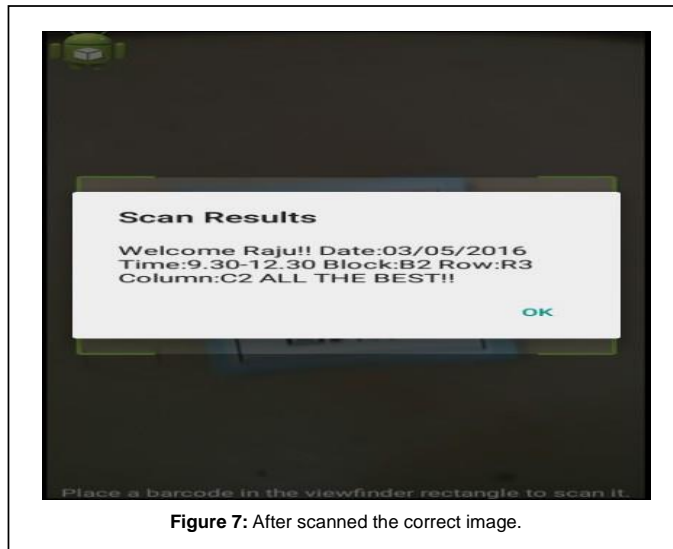 Scan Results
Welcome Raju!! Date:03/05/2016
Time:9.30-12.30 Block:B2 Row:R3
Column:C2 ALL THE BEST!!
OK
Place a barcode in the viewfinder rectangle to scan it.
Figure 7: After scanned the correct image.